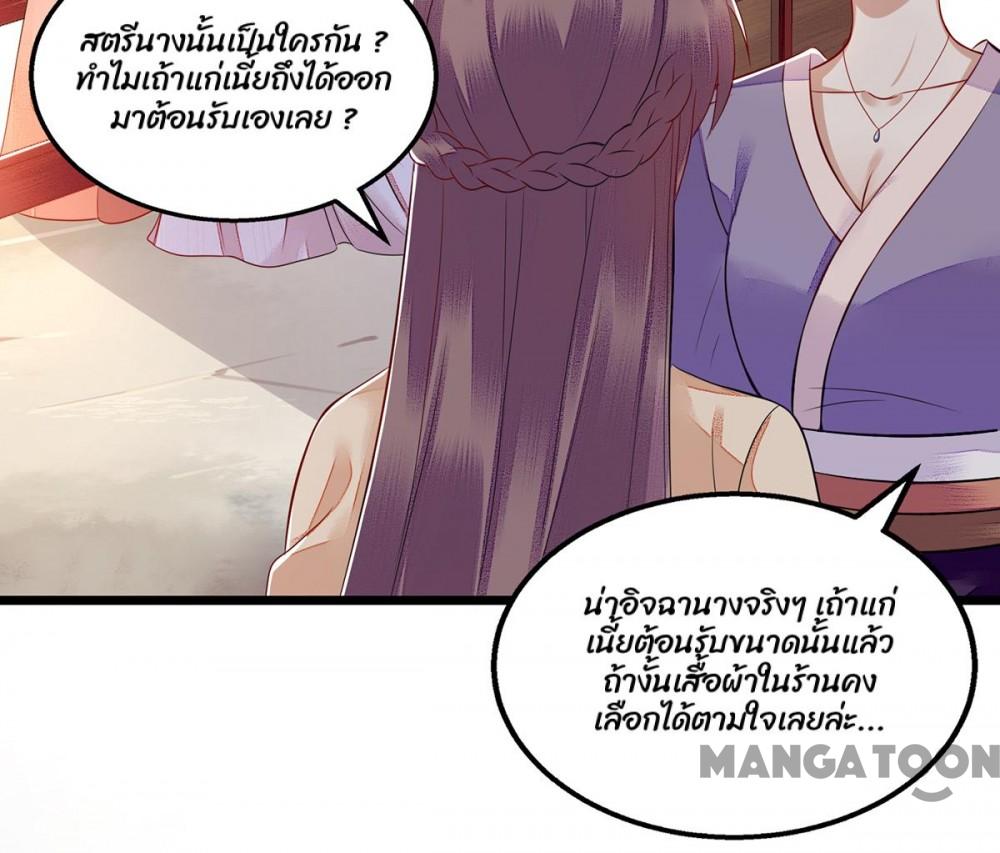 สตรีนางนั้นเป็นใครกัน ?
ทำไมเถ้าแก่เนี้ยถึงได้ออก
มาต้อนรับเองเลย ?
น่าอิจฉานางจริงๆ เถ้าแก่
เนี้ยต้อนรับขนาดนั้นแล้ว
ถ้างั้นเสื้อผ้าในร้านคง
เลือกได้ตามใจเลยล่ะ...
MANGATOON